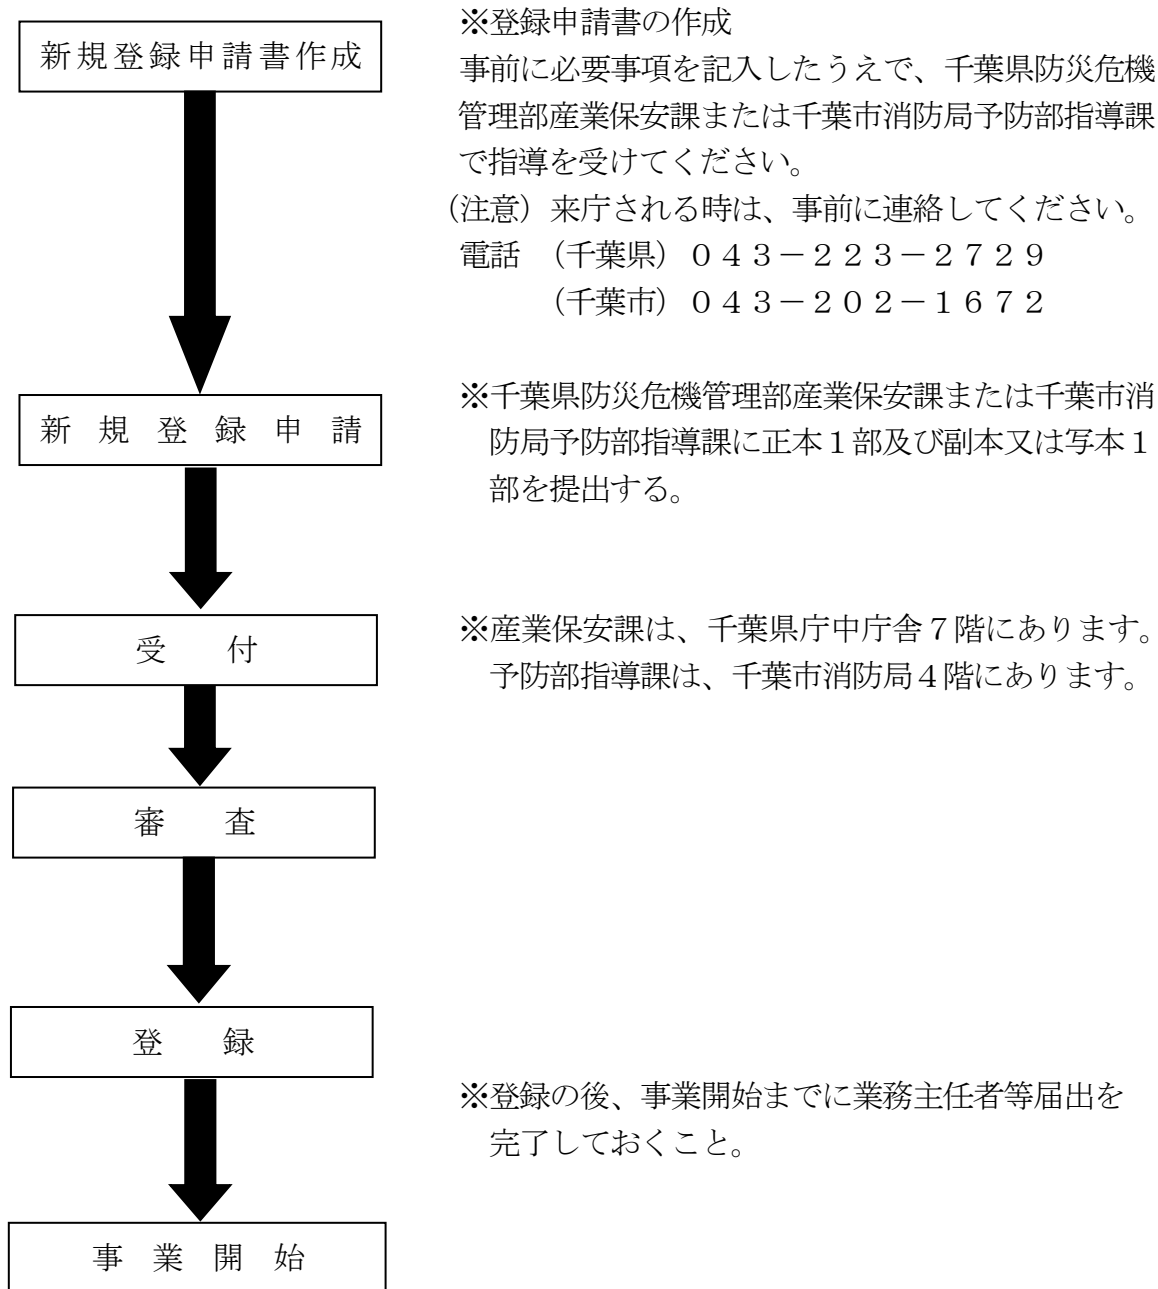 新規登録申請書作成
※登録申請書の作成
事前に必要事項を記入したうえで、千葉県防災危機
管理部産業保安課または千葉市消防局予防部指導課
で指導を受けてください。
（注意）来庁される時は、事前に連絡してください。
電話　（千葉県）０４３－２２３－２７２９
（千葉市）０４３－２０２－１６７２
新規登録申請
※千葉県防災危機管理部産業保安課または千葉市消
防局予防部指導課に正本１部及び副本又は写本１
部を提出する。
受付
※産業保安課は、千葉県庁中庁舎７階にあります。
予防部指導課は、千葉市消防局４階にあります。
審査
登録
※登録の後、事業開始までに業務主任者等届出を
完了しておくこと。
事業開始